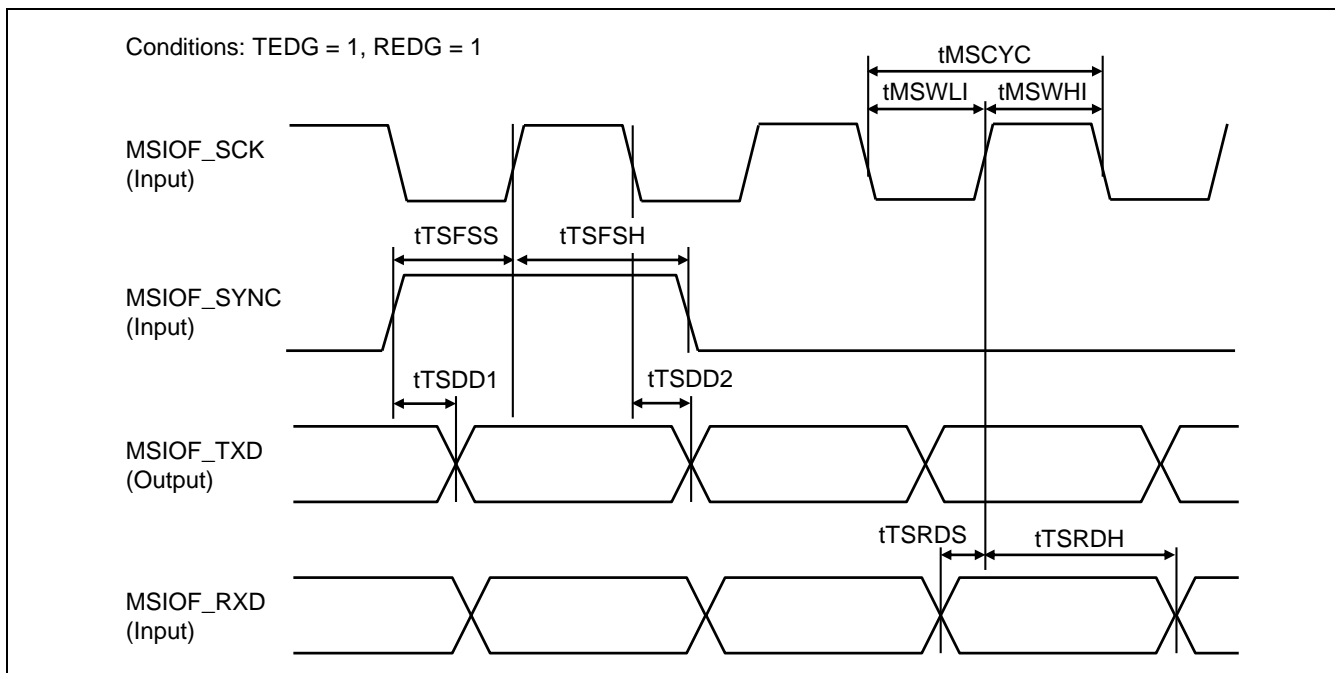 Conditions: TEDG = 1, REDG = 1
tMSCYC
tMSWLI tMSWHI
MSIOF_SCK
(Input)
tTSFSS tTSFSH
MSIOF_SYNC
(Input)
tTSDD1 tTSDD2
MSIOF_TXD
(Output)
tTSRDS tTSRDH
MSIOF_RXD
(Input)